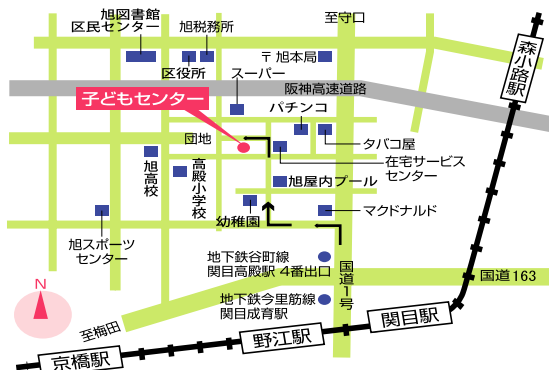 旭図書館
区民センター
旭税務所
至守口
区役所
〒旭本局
森小路駅
スーパー
阪神高速道路
子どもセンター
パチンコ
団地
タバコ屋
在宅サービス
センター
旭高校
高殿小学校
旭屋内プール
幼稚園
マクドナルド
旭スポーツ
センター
地下鉄谷町線
関目高殿駅 4番出口
国道1号
国道163
地下鉄今里筋線
関目成育駅
N
至梅田
関目駅
野江駅
京橋駅